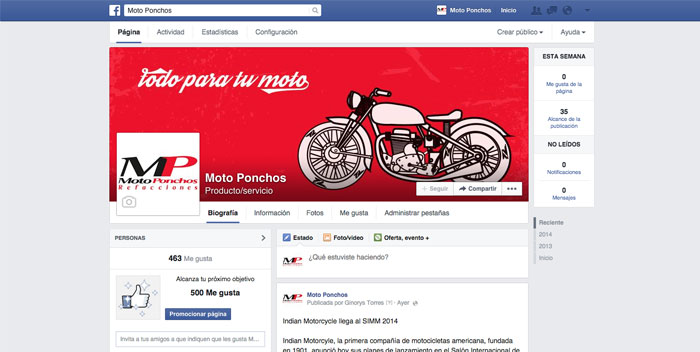 Moto Ponchos
Moto Ponchos Inicio
Página Actividad Estadísticas Configuración Crear público Ayuda
todo para tu moto
MP
Moto Ponchos
Refacciones
Moto Ponchos
Producto/servicio
+ Seguir Compartir •••
Biografía Información Fotos Me gusta Administrar pestañas
ESTA SEMANA
0
Me gusta de la
página
35
Alcance de la
publicación
NO LEÍDOS
0
Notificaciones
0
Mensajes
Reciente
2014
2013
Inicio
PERSONAS
463 Me gusta
Alcanza tu próximo objetivo
500 Me gusta
Promocionar página
Invita a tus amigos a que indiquen que les gusta M...
Estado Foto/video Oferta, evento +
¿Qué estuviste haciendo?
Moto Ponchos
Publicada por Ginorys Torres · Ayer
Indian Motorcycle llega al SIMM 2014
Indian Motorcyle, la primera compañia de motocicletas americana, fundada
en 1901, anunció hoy sus planes de lanzamiento en el Salón Internacional de